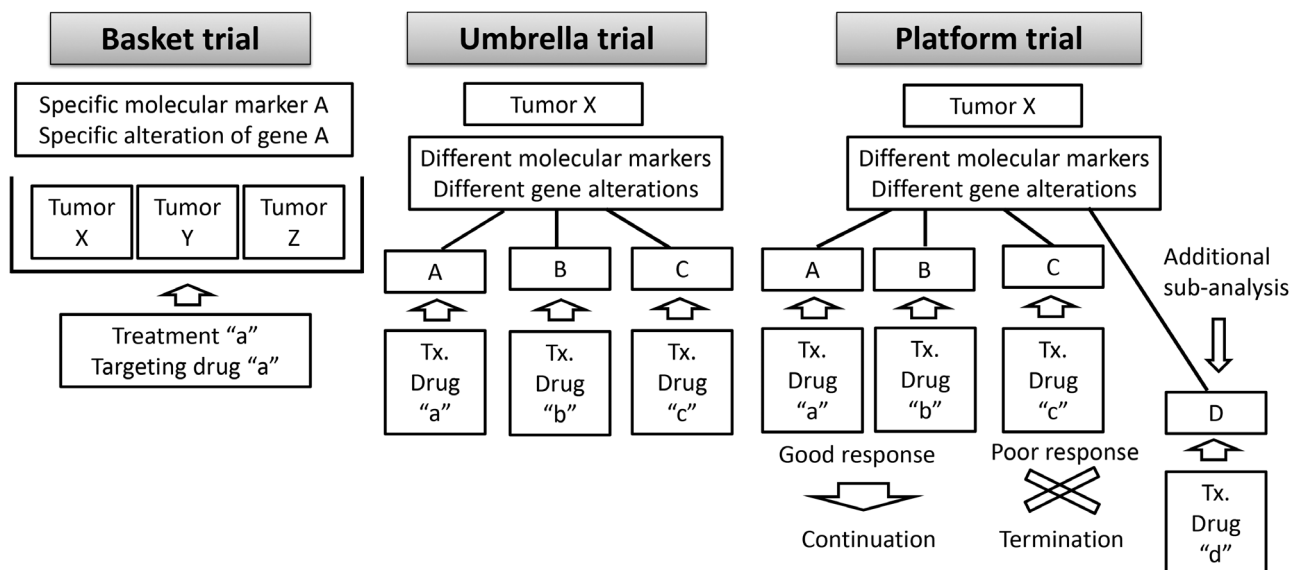 Basket trial
Specific molecular marker A
Specific alteration of gene A
Tumor
X
Tumor
Y
Tumor
Z
Treatment “a”
Targeting drug “a”
Umbrella trial
Tumor X
Different molecular markers
Different gene alterations
A
B
C
Tx.
Drug
“a”
Tx.
Drug
“b”
Tx.
Drug
“c”
Platform trial
Tumor X
Different molecular markers
Different gene alterations
A
B
C
Additional
sub-analysis
Tx.
Drug
“a”
Tx.
Drug
“b”
Tx.
Drug
“c”
D
Good response
Poor response
Continuation
Termination
Tx.
Drug
“d”